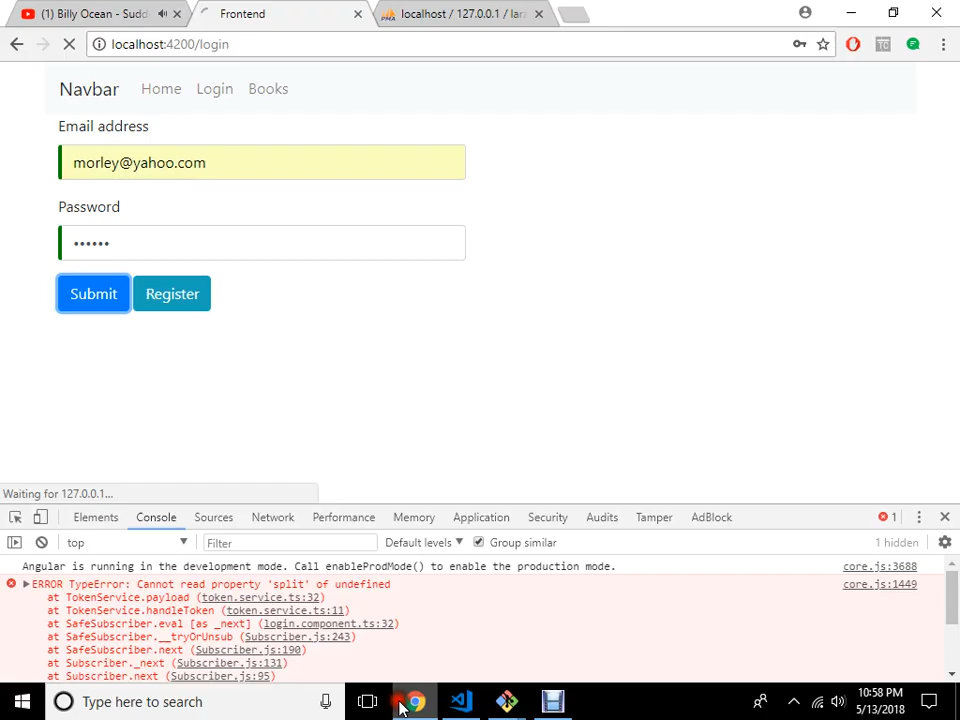 (1) Billy Ocean - Sudd
Frontend
localhost / 127.0.0.1 / lar
localhost:4200/login
Navbar Home Login Books
Email address
morley@yahoo.com
Password
••••••
Submit Register
Waiting for 127.0.0.1...
Elements Console Sources Network Performance Memory Application Security Audits Tamper AdBlock 1
top Filter Default levels Group similar 1 hidden
Angular is running in the development mode. Call enableProdMode() to enable the production mode. core.js:3688
ERROR TypeError: Cannot read property 'split' of undefined core.js:1449
at TokenService.payload (token.service.ts:32)
at TokenService.handleToken (token.service.ts:11)
at SafeSubscriber.eval [as _next] (login.component.ts:32)
at SafeSubscriber.__tryOrUnsub (Subscriber.js:243)
at SafeSubscriber.next (Subscriber.js:190)
at Subscriber._next (Subscriber.js:131)
at Subscriber.next (Subscriber.js:95)
Type here to search
10:58 PM
5/13/2018